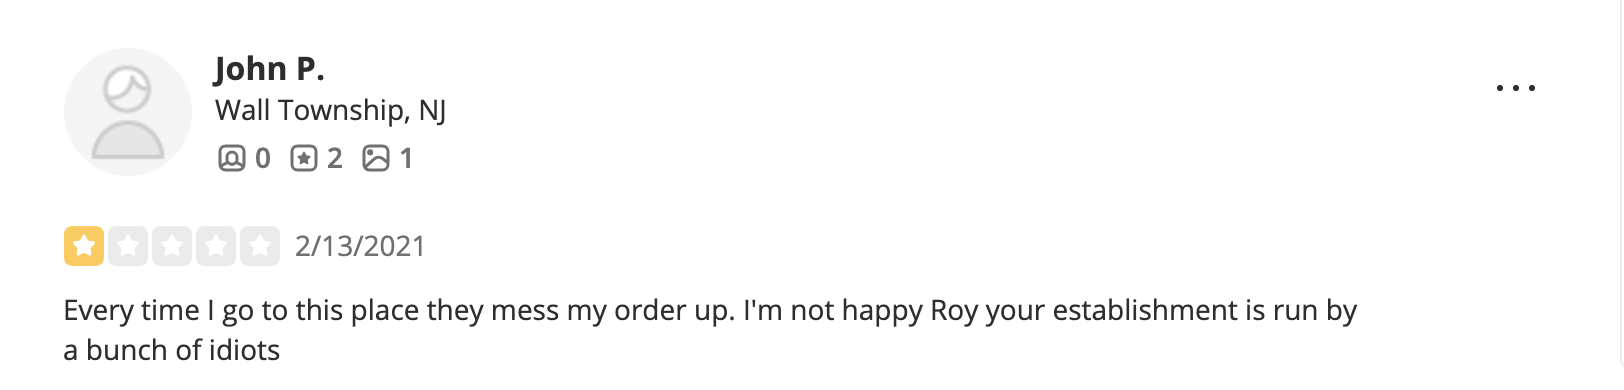 John P.
Wall Township, NJ
0 2 1
2/13/2021
Every time I go to this place they mess my order up. I'm not happy Roy your establishment is run by
a bunch of idiots